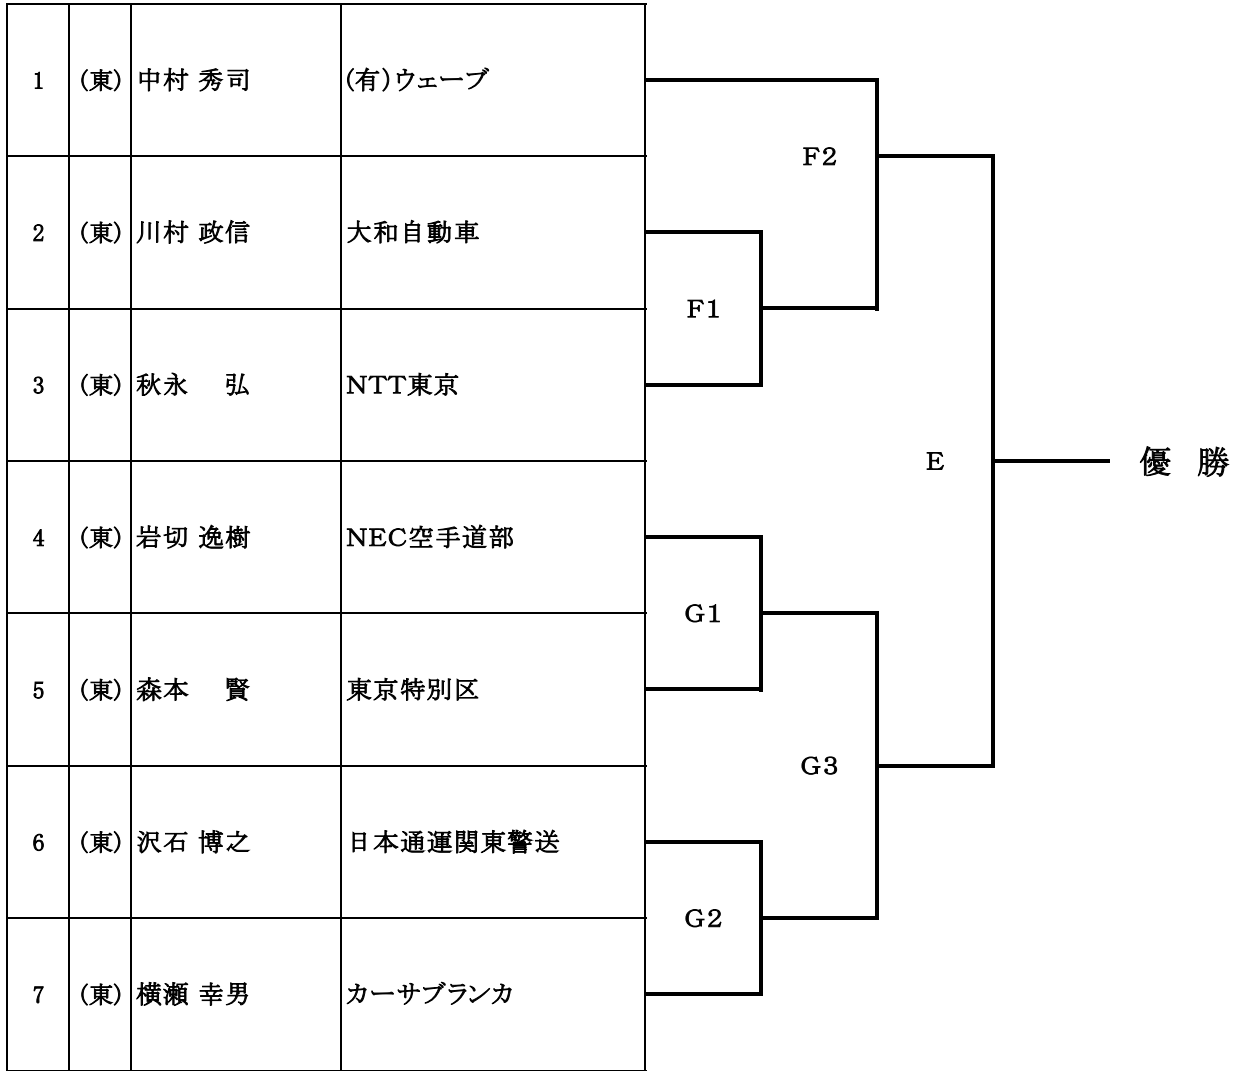 1 (東) 中村 秀司 (有)ウェーブ
F2
2 (東) 川村 政信 大和自動車
F1
3 (東) 秋永 弘 NTT東京
E 優 勝
4 (東) 岩切 逸樹 NEC空手道部
G1
5 (東) 森本 賢 東京特別区
G3
6 (東) 沢石 博之 日本通運関東警送
G2
7 (東) 横瀬 幸男 カーサブランカ